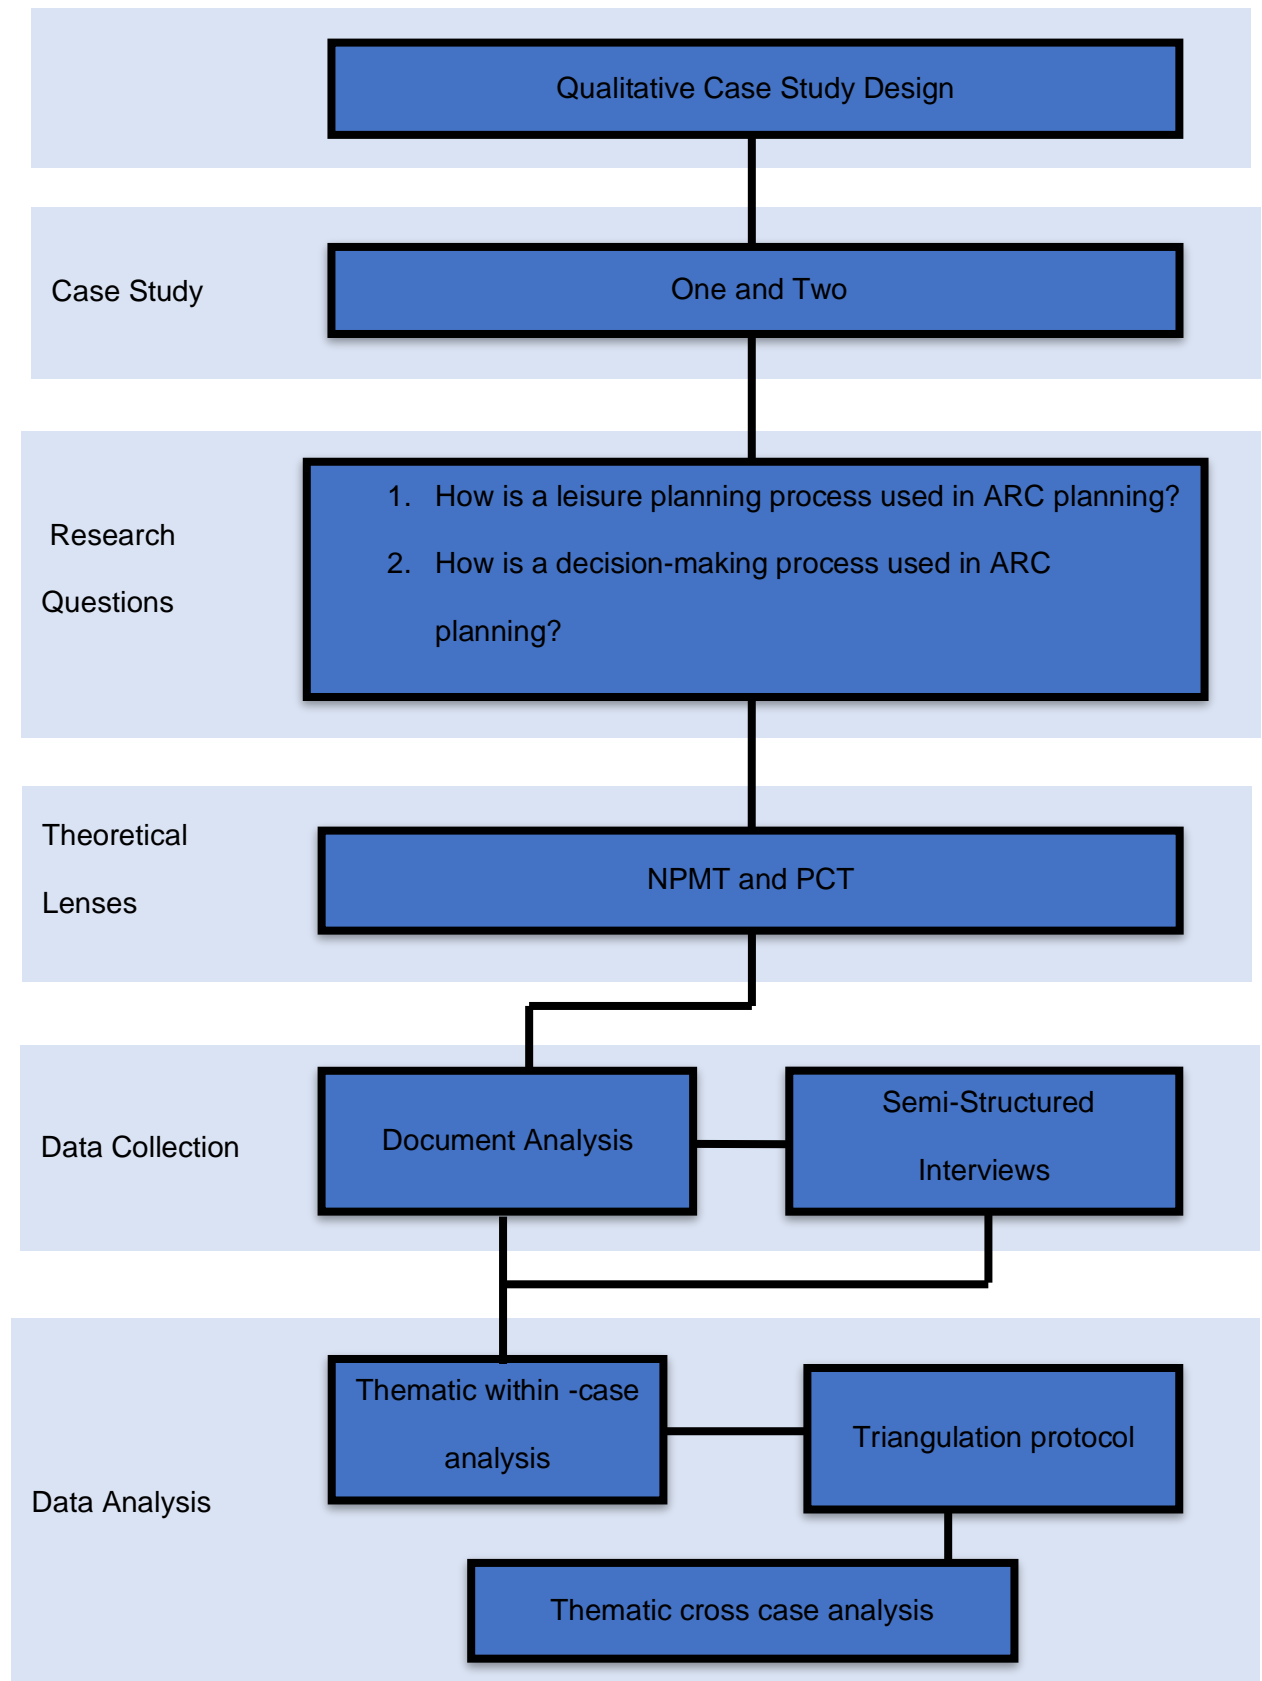 Qualitative Case Study Design
Case Study
One and Two
Research
Questions
1. How is a leisure planning process used in ARC planning?
2. How is a decision-making process used in ARC
planning?
Theoretical
Lenses
NPMT and PCT
Data Collection
Document Analysis
Semi-Structured
Interviews
Data Analysis
Thematic within -case
analysis
Triangulation protocol
Thematic cross case analysis